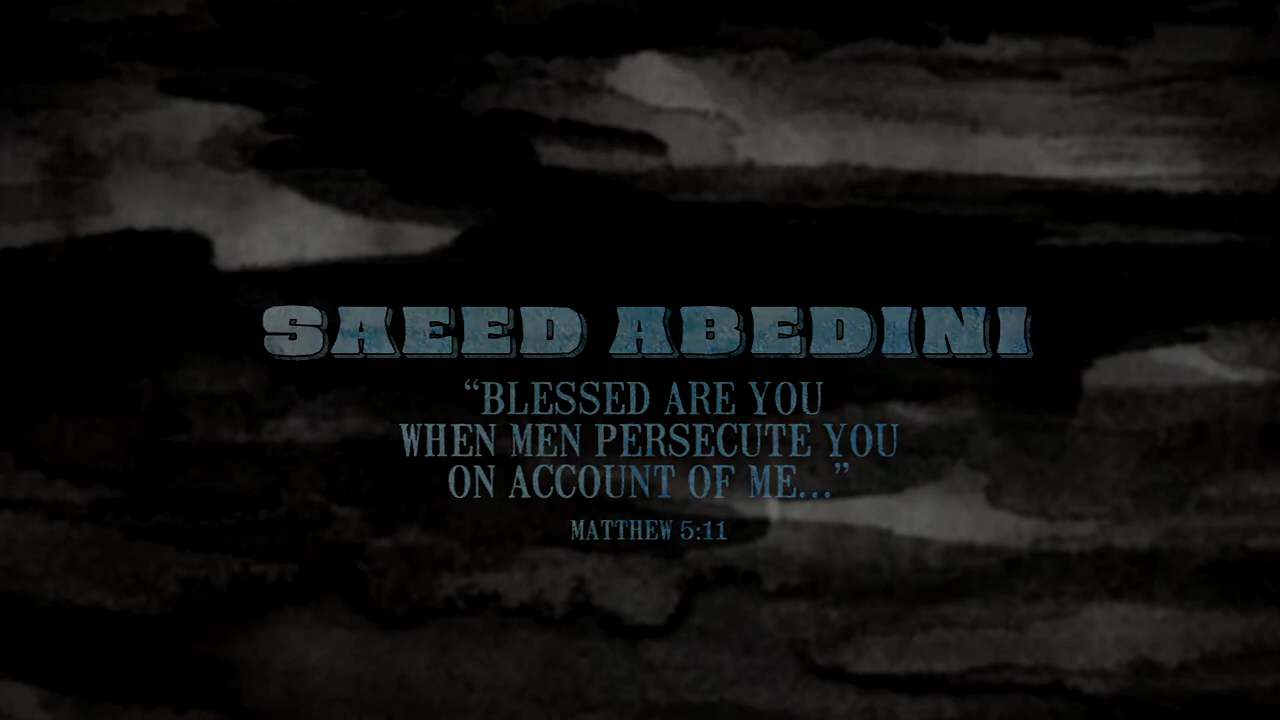 SAEED ABEDINI
“BLESSED ARE YOU
WHEN MEN PERSECUTE YOU
ON ACCOUNT OF ME...”
MATTHEW 5:11